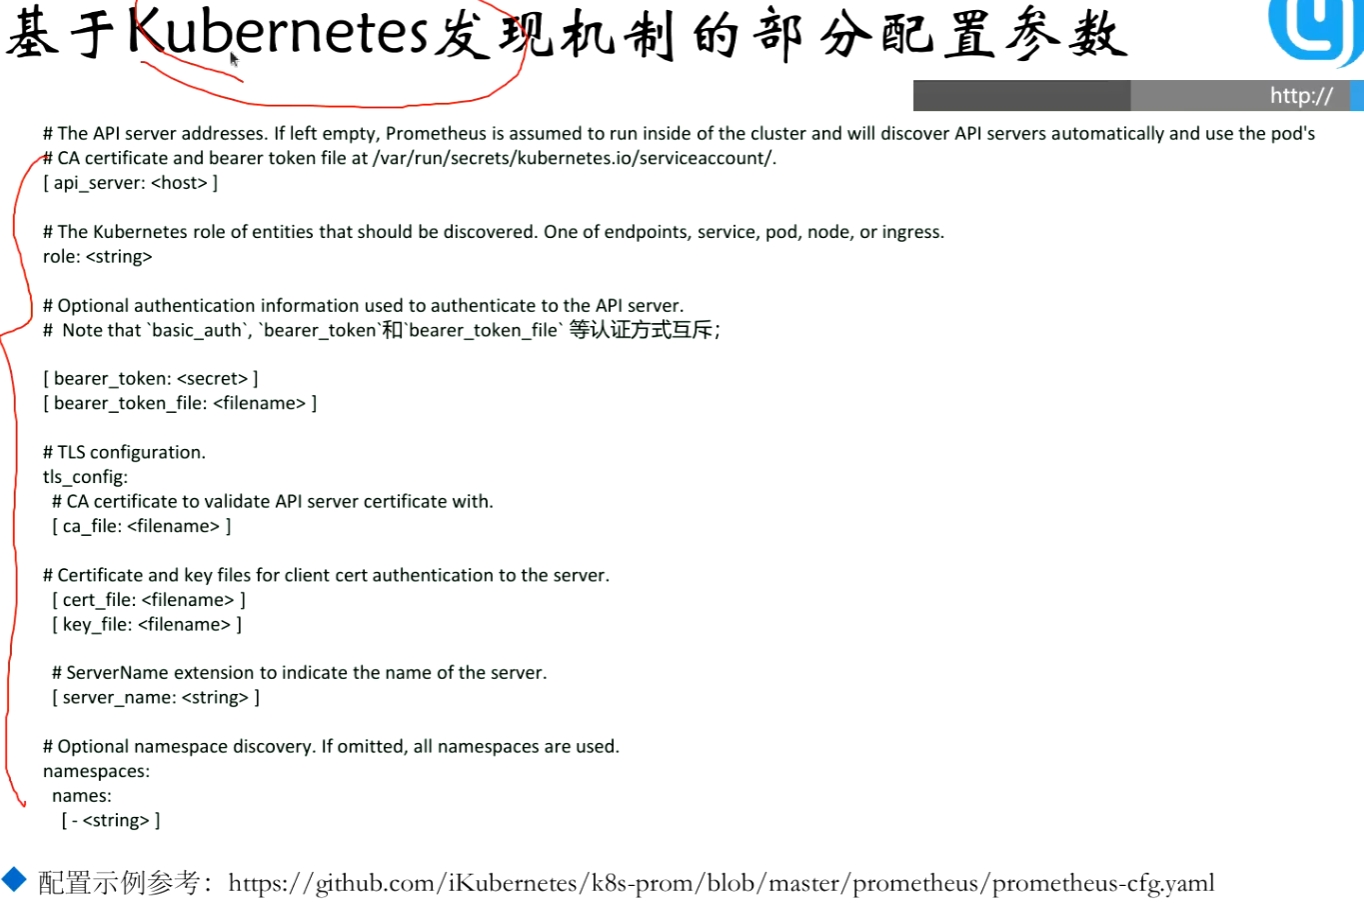 基于Kubernetes发现机制的部分配置参数
http://
# The API server addresses. If left empty, Prometheus is assumed to run inside of the cluster and will discover API servers automatically and use the pod's
# CA certificate and bearer token file at /var/run/secrets/kubernetes.io/serviceaccount/.
[ api_server: <host> ]
# The Kubernetes role of entities that should be discovered. One of endpoints, service, pod, node, or ingress.
role: <string>
# Optional authentication information used to authenticate to the API server.
#  Note that `basic_auth`, `bearer_token`和`bearer_token_file` 等认证方式互斥；
[ bearer_token: <secret> ]
[ bearer_token_file: <filename> ]
# TLS configuration.
tls_config:
  # CA certificate to validate API server certificate with.
  [ ca_file: <filename> ]
# Certificate and key files for client cert authentication to the server.
  [ cert_file: <filename> ]
  [ key_file: <filename> ]
  # ServerName extension to indicate the name of the server.
  [ server_name: <string> ]
# Optional namespace discovery. If omitted, all namespaces are used.
namespaces:
  names:
    [ - <string> ]
配置示例参考：https://github.com/iKubernetes/k8s-prom/blob/master/prometheus/prometheus-cfg.yaml